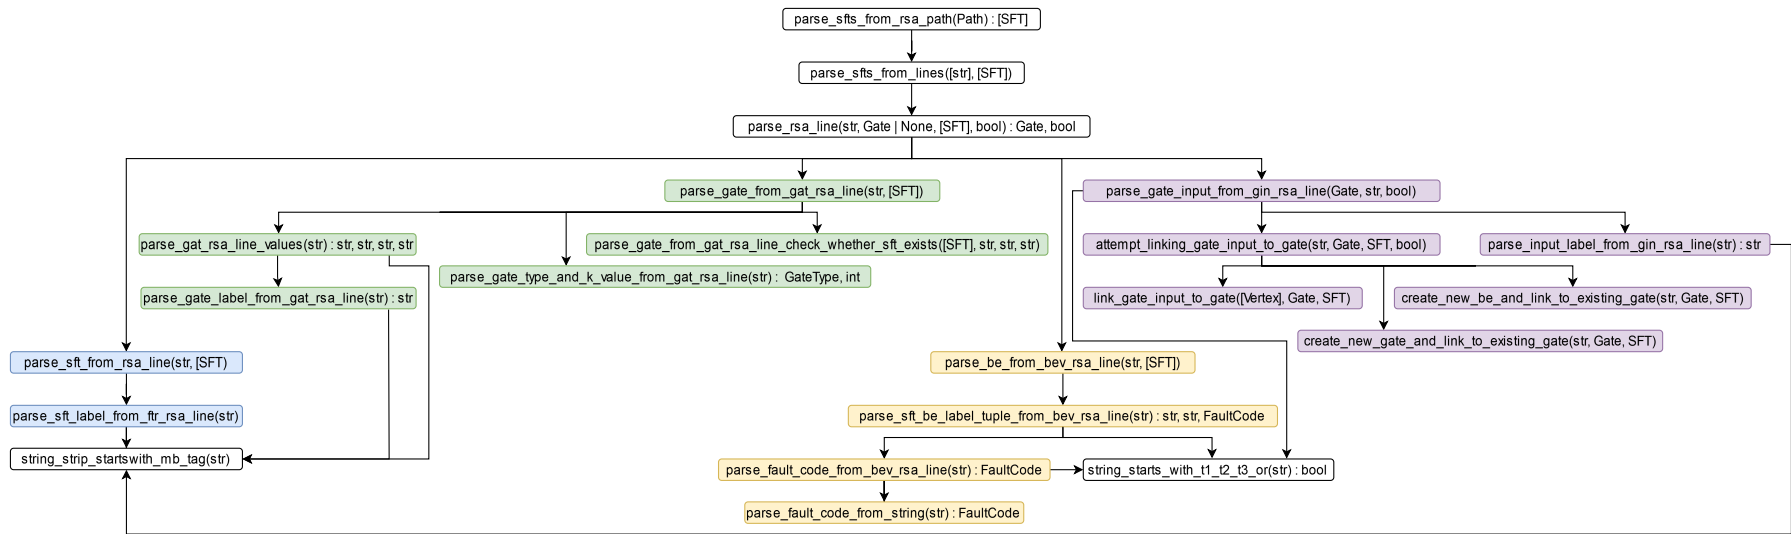 parse_sfts_from_rsa_path(Path) : [SFT]
parse_sfts_from_lines([str], [SFT])
parse_rsa_line(str, Gate | None, [SFT], bool) : Gate, bool
parse_gate_from_gat_rsa_line(str, [SFT])
parse_gate_input_from_gin_rsa_line(Gate, str, bool)
parse_gat_rsa_line_values(str) : str, str, str, str
parse_gate_from_gat_rsa_line_check_whether_sft_exists([SFT], str, str, str)
attempt_linking_gate_input_to_gate(str, Gate, SFT, bool)
parse_input_label_from_gin_rsa_line(str) : str
parse_gate_type_and_k_value_from_gat_rsa_line(str) : GateType, int
parse_gate_label_from_gat_rsa_line(str) : str
link_gate_input_to_gate([Vertex], Gate, SFT)
create_new_be_and_link_to_existing_gate(str, Gate, SFT)
create_new_gate_and_link_to_existing_gate(str, Gate, SFT)
parse_sft_from_rsa_line(str, [SFT)
parse_be_from_bev_rsa_line(str, [SFT])
parse_sft_label_from_ftr_rsa_line(str)
parse_sft_be_label_tuple_from_bev_rsa_line(str) : str, str, FaultCode
string_strip_startswith_mb_tag(str)
parse_fault_code_from_bev_rsa_line(str) : FaultCode
string_starts_with_t1_t2_t3_or(str) : bool
parse_fault_code_from_string(str) : FaultCode